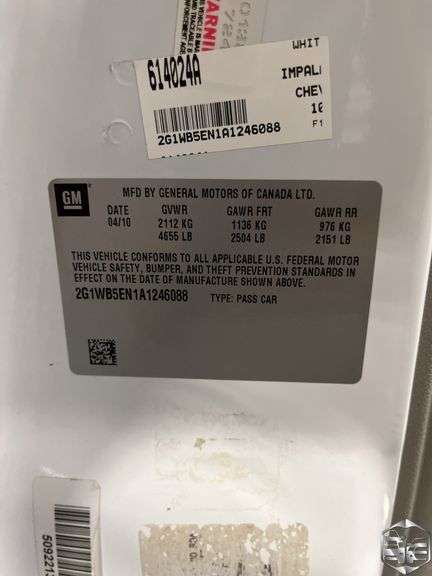 WARNING
614024A
WHIT
IMPALA
CHEV
10
2G1WB5EN1A1246088
GM
MFD BY GENERAL MOTORS OF CANADA LTD.
DATE GVWR GAWR FRT GAWR RR
04/10 2112 KG 1136 KG 976 KG
4655 LB 2504 LB 2151 LB
THIS VEHICLE CONFORMS TO ALL APPLICABLE U.S. FEDERAL MOTOR
VEHICLE SAFETY, BUMPER, AND THEFT PREVENTION STANDARDS IN
EFFECT ON THE DATE OF MANUFACTURE SHOWN ABOVE.
2G1WB5EN1A1246088 TYPE: PASS CAR
509221